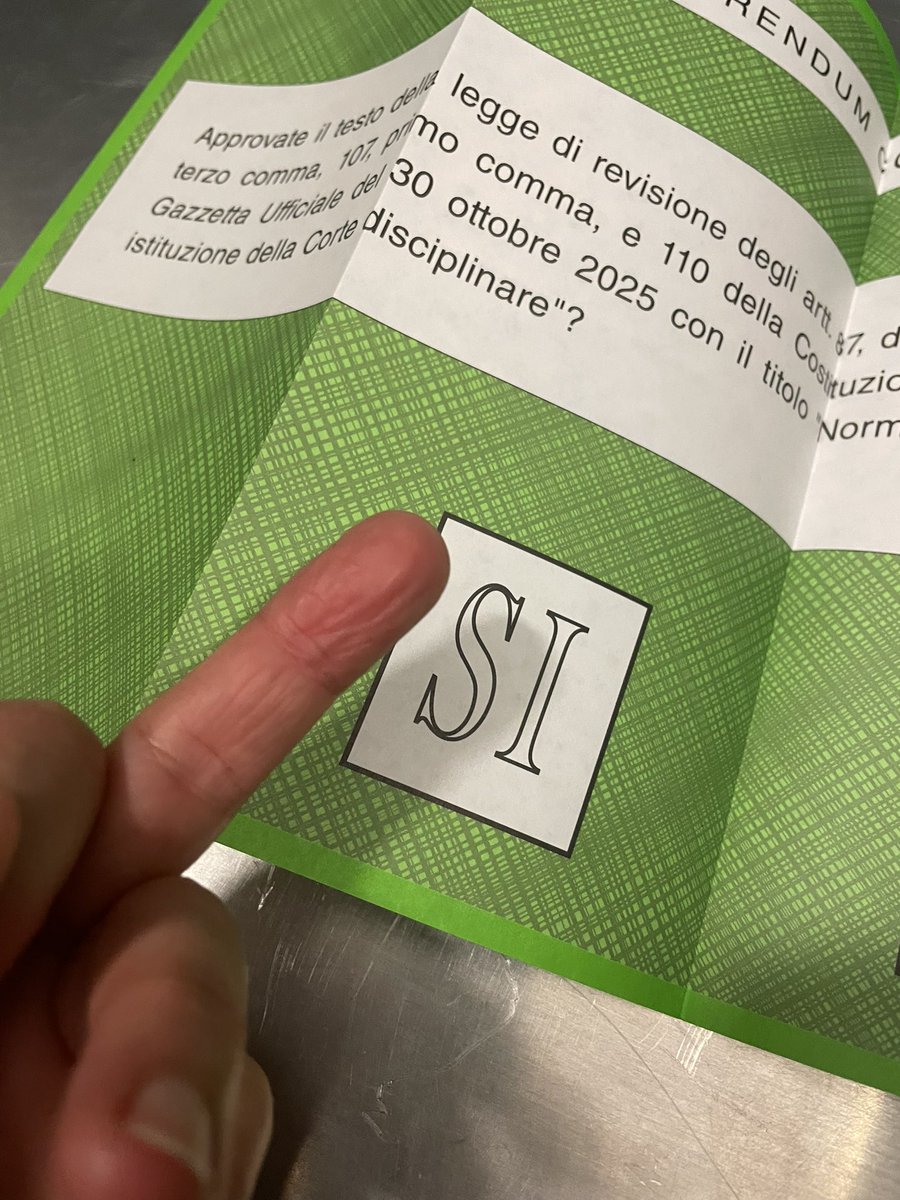 RENDUM
Approvate il testo della legge di revisione degli artt. 87, d
terzo comma, 107, primo comma, e 110 della Costituzio
Gazzetta Ufficiale del 30 ottobre 2025 con il titolo "Norm
istituzione della Corte disciplinare"?
SI